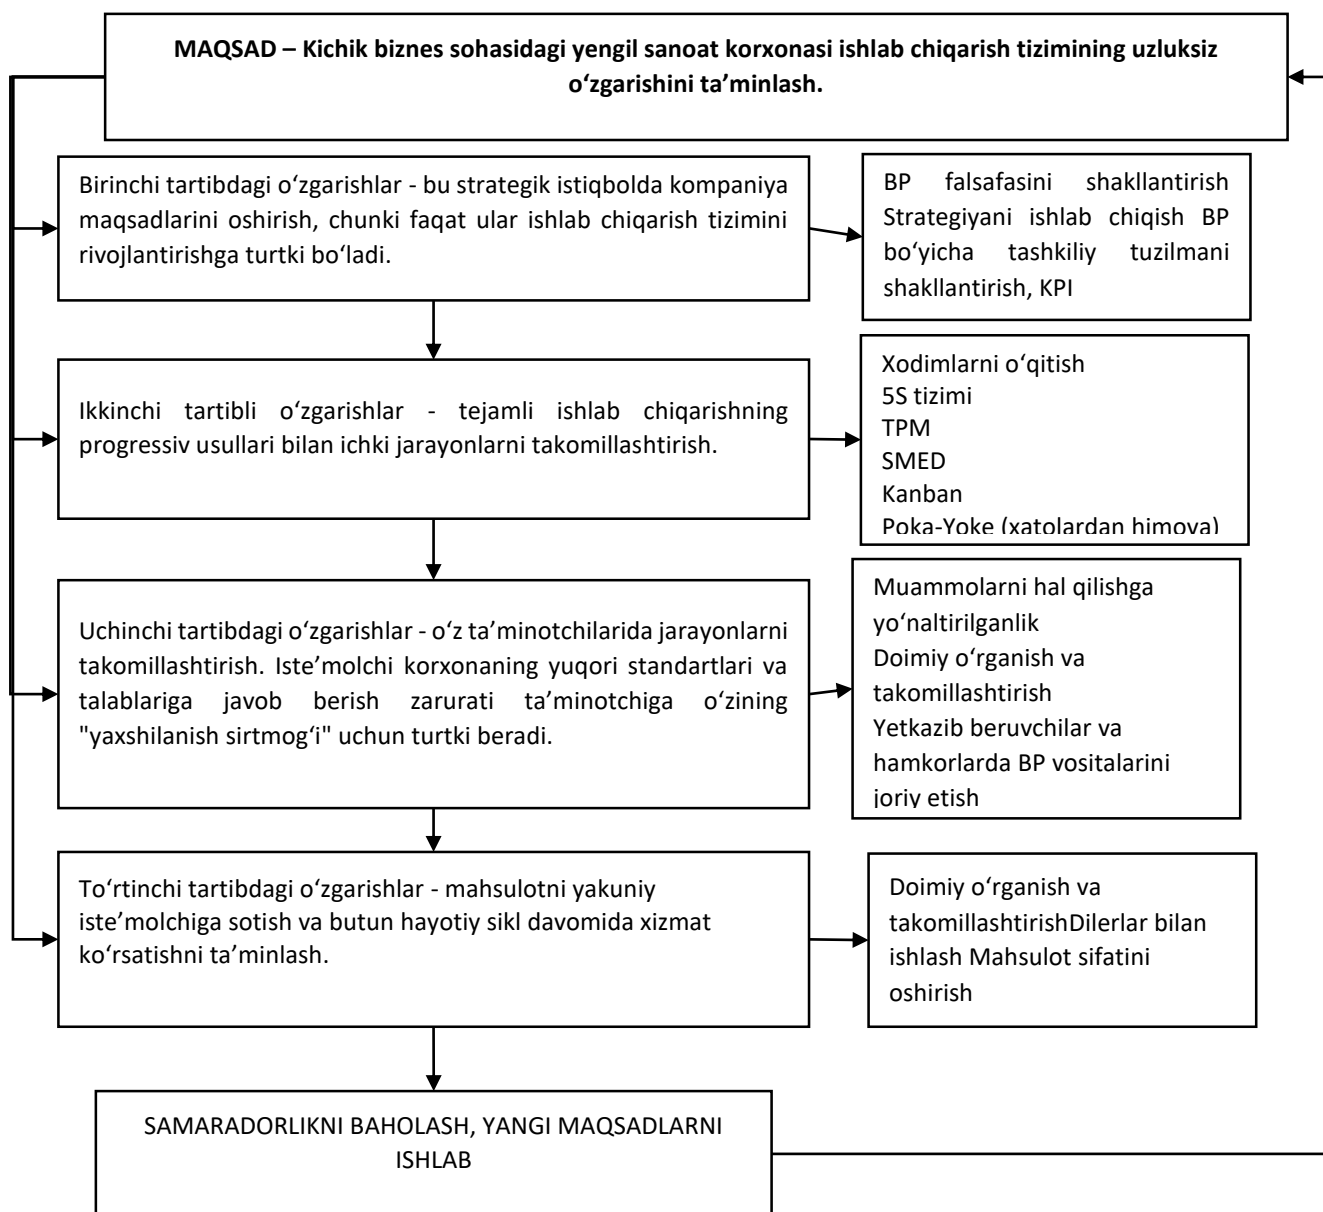 MAQSAD – Kichik biznes sohasidagi yengil sanoat korxonasi ishlab chiqarish tizimining uzluksiz
o‘zgarishini ta’minlash.
Birinchi tartibdagi o‘zgarishlar - bu strategik istiqbolda kompaniya
maqsadlarini oshirish, chunki faqat ular ishlab chiqarish tizimini
rivojlantirishga turtki bo‘ladi.
BP falsafasini shakllantirish
Strategiyani ishlab chiqish BP
bo‘yicha tashkiliy tuzilmani
shakllantirish, KPI
Ikkinchi tartibli o‘zgarishlar - tejamli ishlab chiqarishning
progressiv usullari bilan ichki jarayonlarni takomillashtirish.
Xodimlarni o‘qitish
5S tizimi
TPM
SMED
Kanban
Poka-Yoke (xatolardan himoya)
Uchinchi tartibdagi o‘zgarishlar - o‘z ta’minotchilarida jarayonlarni
takomillashtirish. Iste’molchi korxonaning yuqori standartlari va
talablariga javob berish zarurati ta’minotchiga o‘zining
"yaxshilanish sirtmog‘i" uchun turtki beradi.
Muammolarni hal qilishga
yo‘naltirilganlik
Doimiy o‘rganish va
takomillashtirish
Yetkazib beruvchilar va
hamkorlarda BP vositalarini
joriy etish
To‘rtinchi tartibdagi o‘zgarishlar - mahsulotni yakuniy
iste’molchiga sotish va butun hayotiy sikl davomida xizmat
ko‘rsatishni ta’minlash.
Doimiy o‘rganish va
takomillashtirishDilerlar bilan
ishlash Mahsulot sifatini
oshirish
SAMARADORLIKNI BAHOLASH, YANGI MAQSADLARNI
ISHLAB